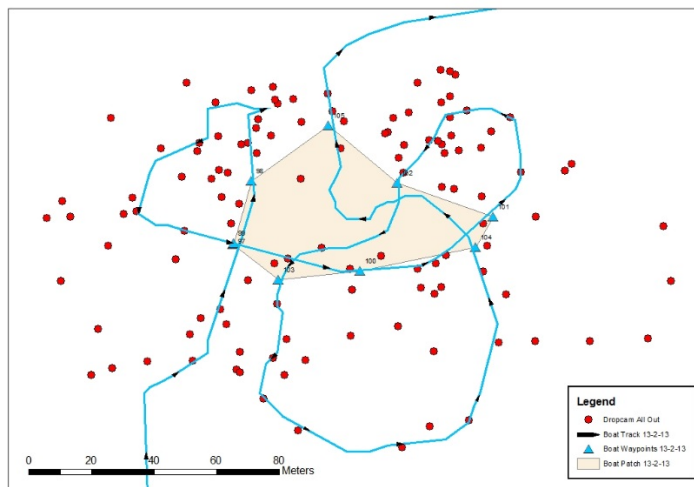 105
98
102
101
99
97
104
100
103
Legend
Dropcam All Out
Boat Track 13-2-13
Boat Waypoints 13-2-13
Boat Patch 13-2-13
0 20 40 60 80
Meters